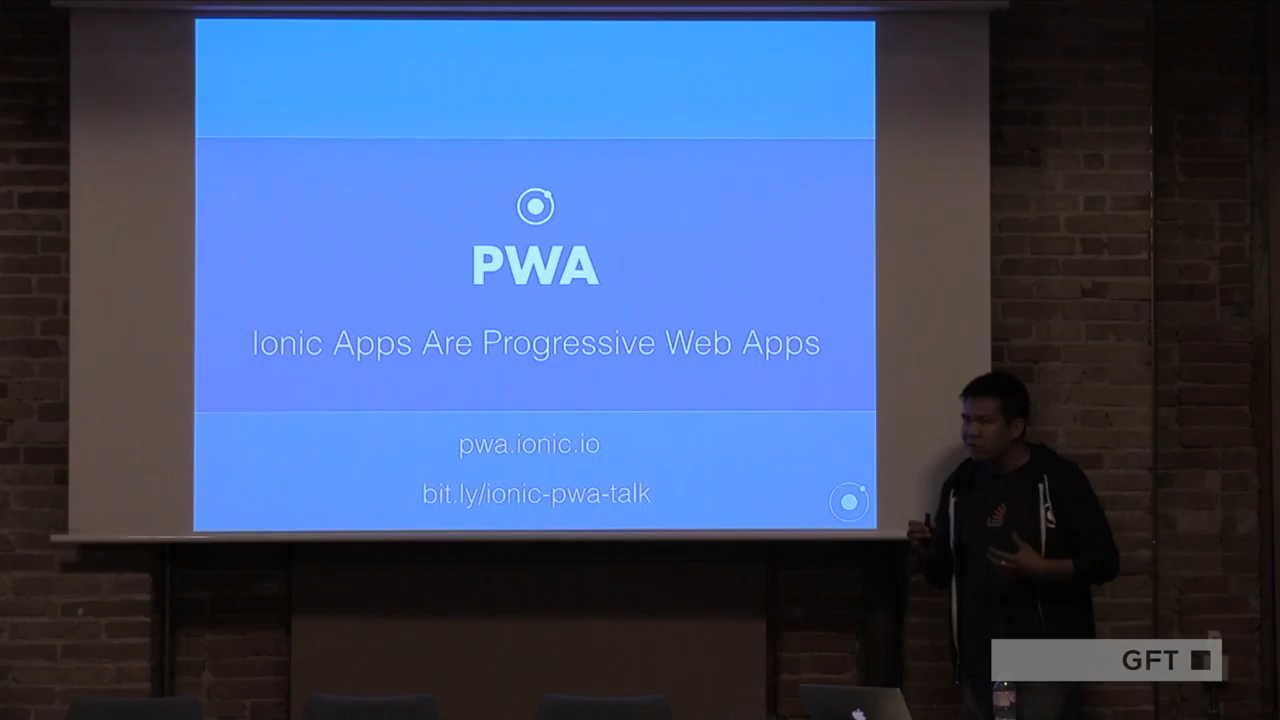 PWA
Ionic Apps Are Progressive Web Apps
pwa.ionic.io
bit.ly/ionic-pwa-talk
GFT